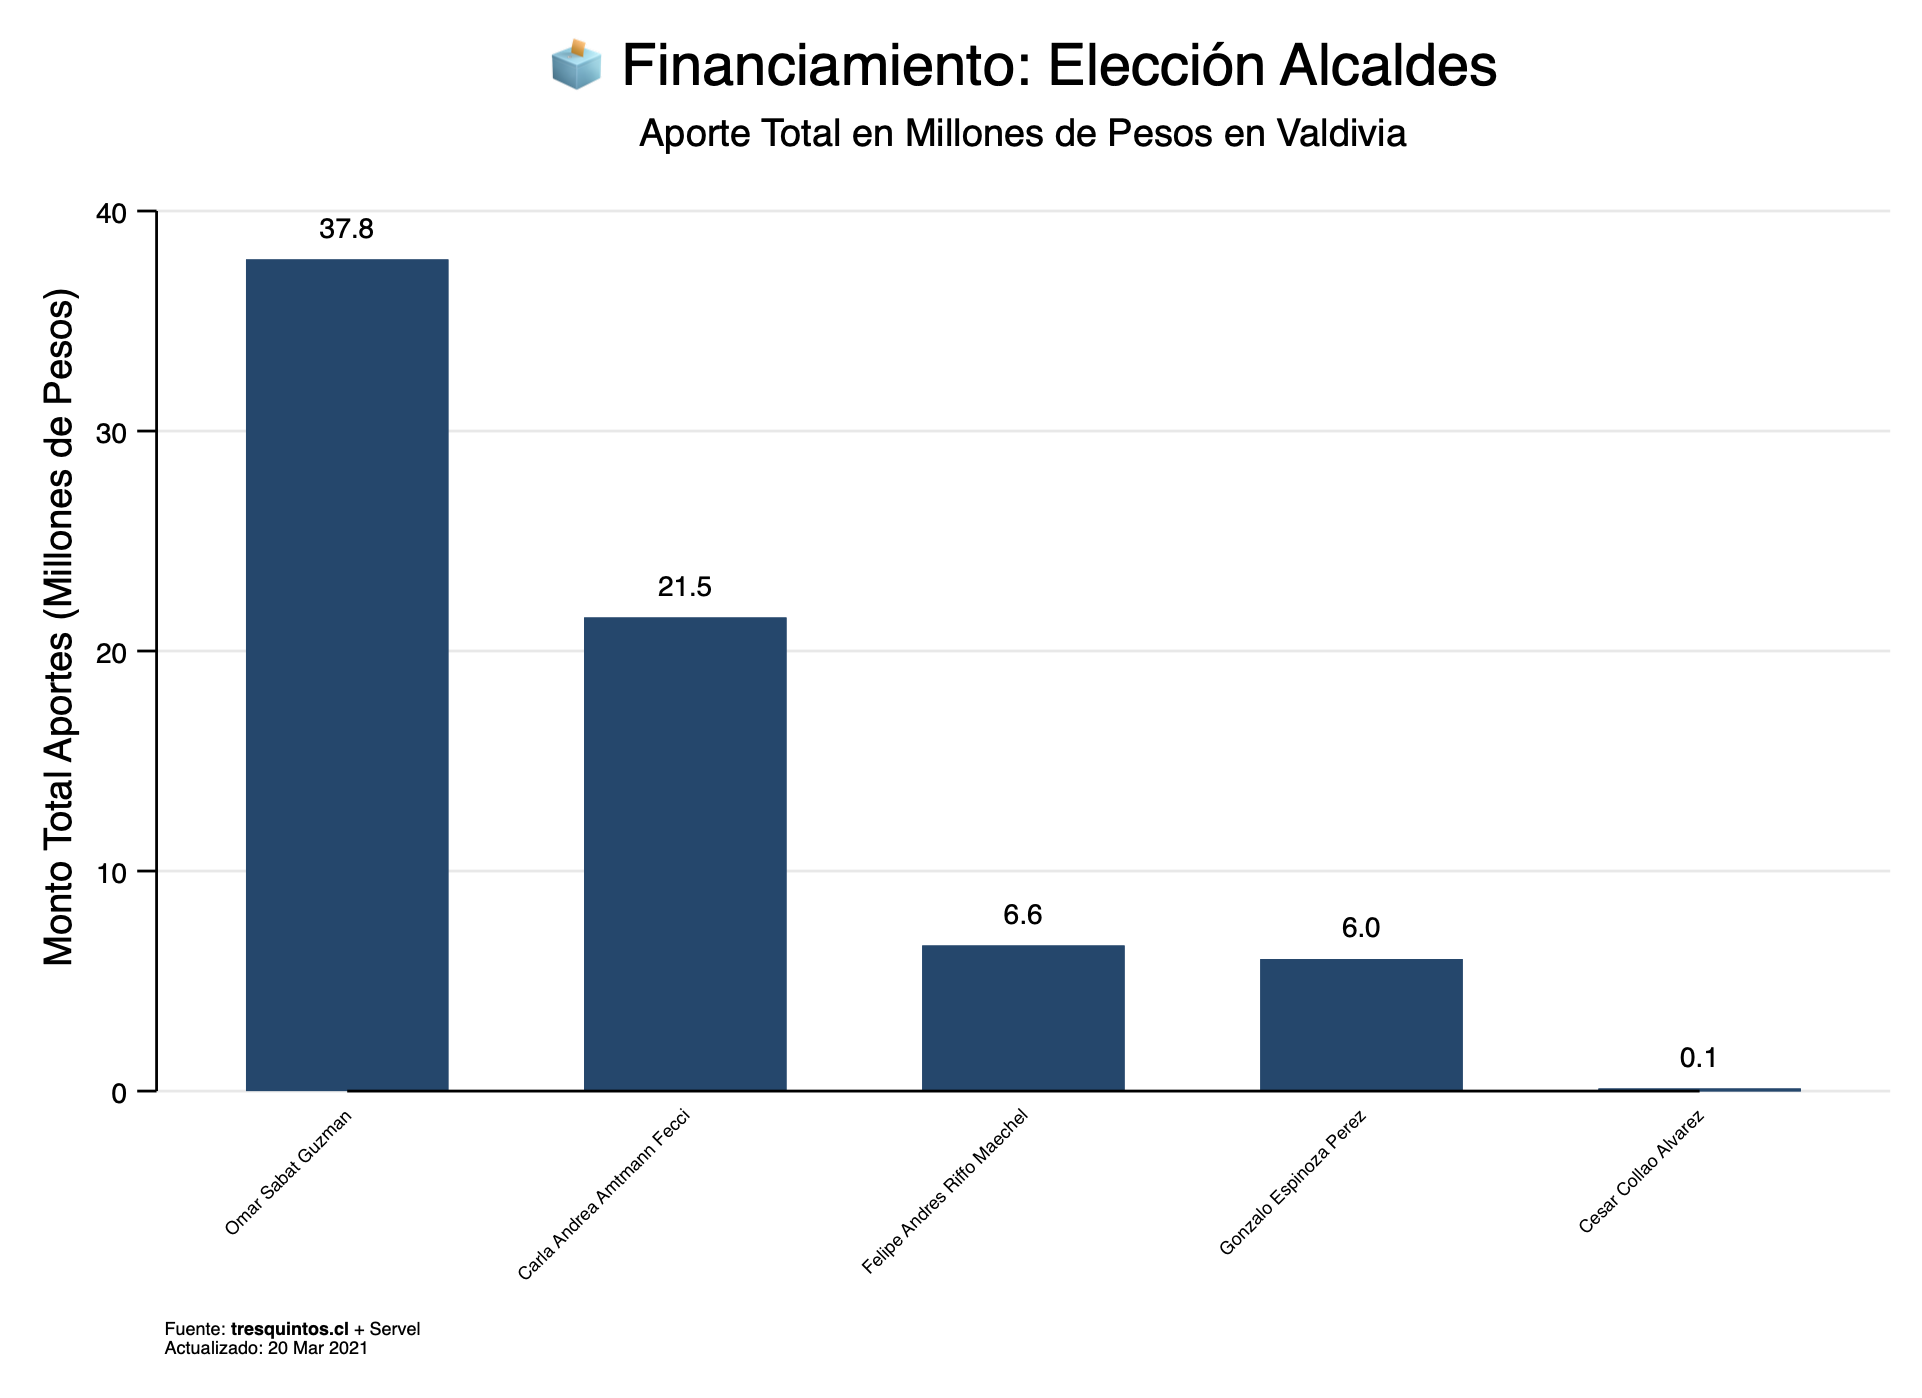 Financiamiento: Elección Alcaldes
Aporte Total en Millones de Pesos en Valdivia
Monto Total Aportes (Millones de Pesos)
40
30
20
10
0
37.8
21.5
6.6
6.0
0.1
Omar Sabat Guzman
Carla Andrea Amtmann Fecci
Felipe Andres Riffo Maechel
Gonzalo Espinoza Perez
Cesar Collao Alvarez
Fuente: tresquintos.cl + Servel
Actualizado: 20 Mar 2021